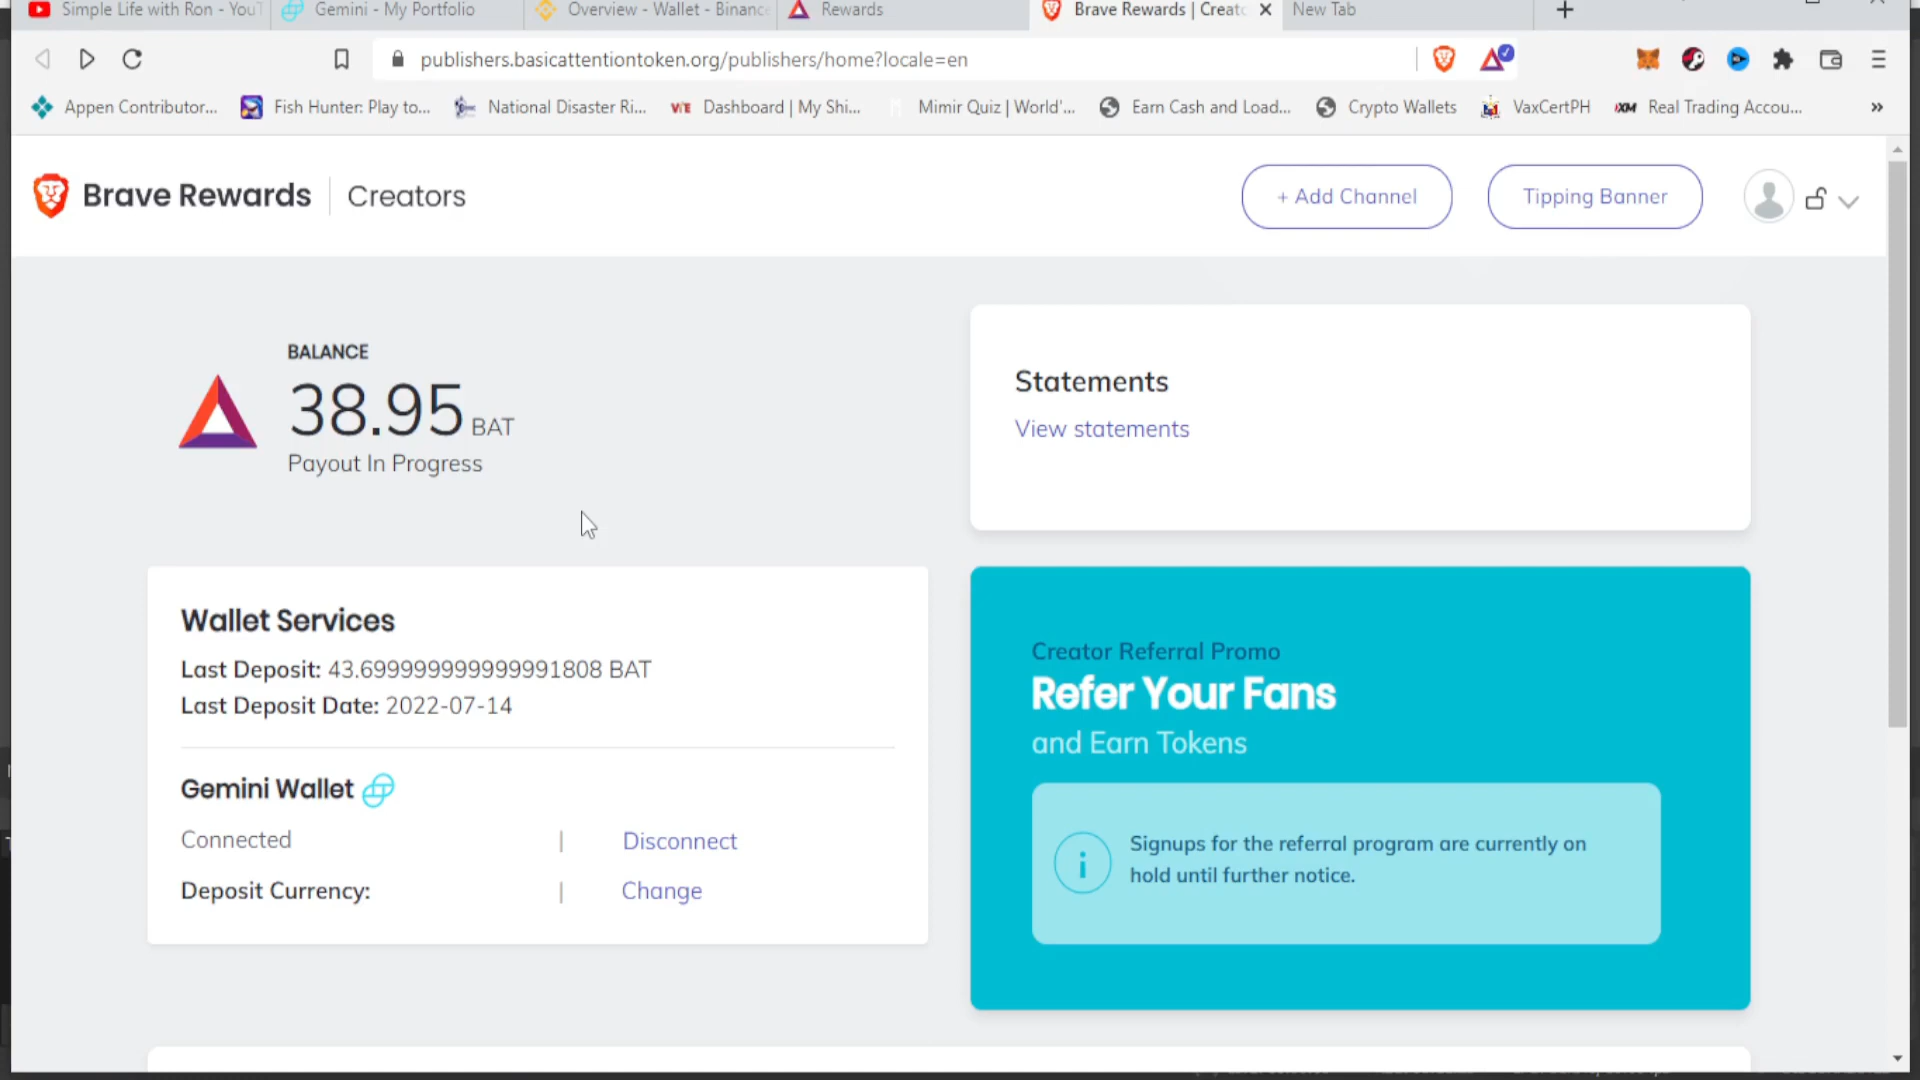 Simple Life with Ron - YouT
Gemini - My Portfolio
Overview - Wallet - Binance
Rewards
Brave Rewards | Creato
New Tab
publishers.basicattentiontoken.org/publishers/home?locale=en
Appen Contributor...
Fish Hunter: Play to...
National Disaster Ri...
Dashboard | My Shi...
Mimir Quiz | World'...
Earn Cash and Load...
Crypto Wallets
VaxCertPH
XM
Real Trading Accou...
»
Brave Rewards | Creators
+ Add Channel
Tipping Banner
BALANCE
38.95 BAT
Payout In Progress
Statements
View statements
Wallet Services
Last Deposit: 43.699999999999991808 BAT
Last Deposit Date: 2022-07-14
Gemini Wallet
Connected | Disconnect
Deposit Currency: | Change
Creator Referral Promo
Refer Your Fans
and Earn Tokens
Signups for the referral program are currently on
hold until further notice.